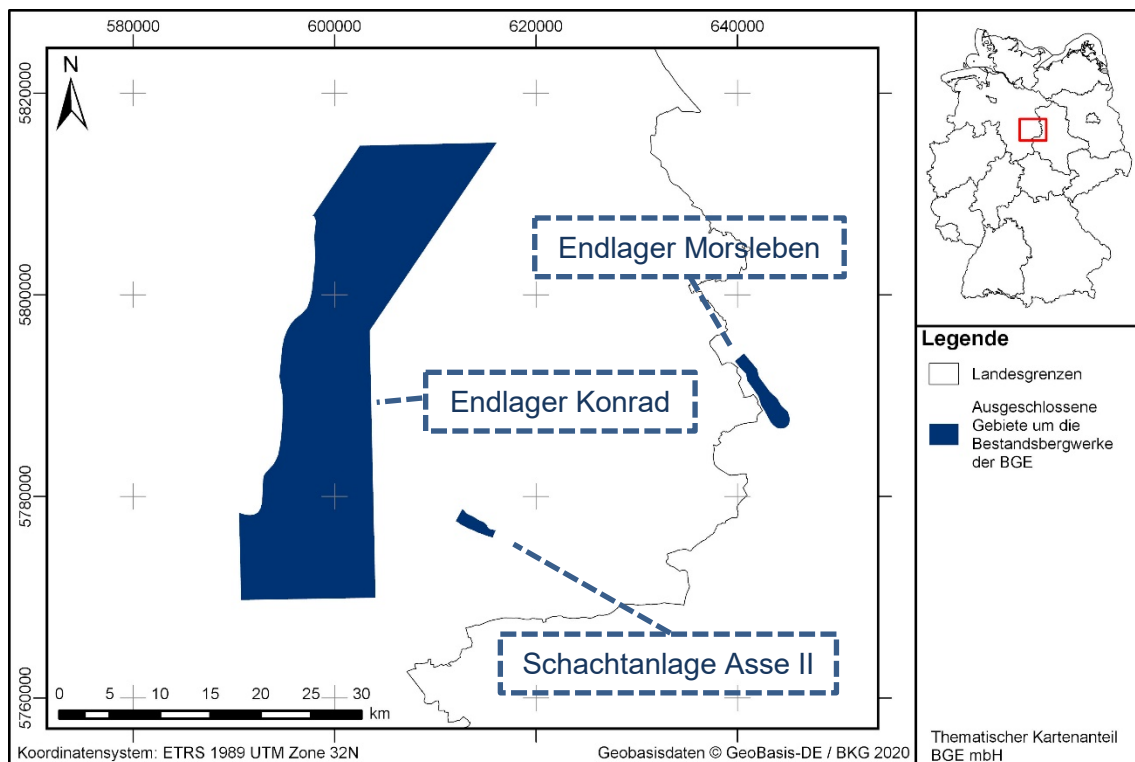 580000
600000
620000
640000
N
5820000
5800000
5780000
5760000
Endlager Morsleben
Endlager Konrad
Schachtanlage Asse II
0 5 10 15 20 25 30
km
Koordinatensystem: ETRS 1989 UTM Zone 32N
Geobasisdaten © GeoBasis-DE / BKG 2020
Legende
Landesgrenzen
Ausgeschlossene
Gebiete um die
Bestandsbergwerke
der BGE
Thematischer Kartenanteil
BGE mbH